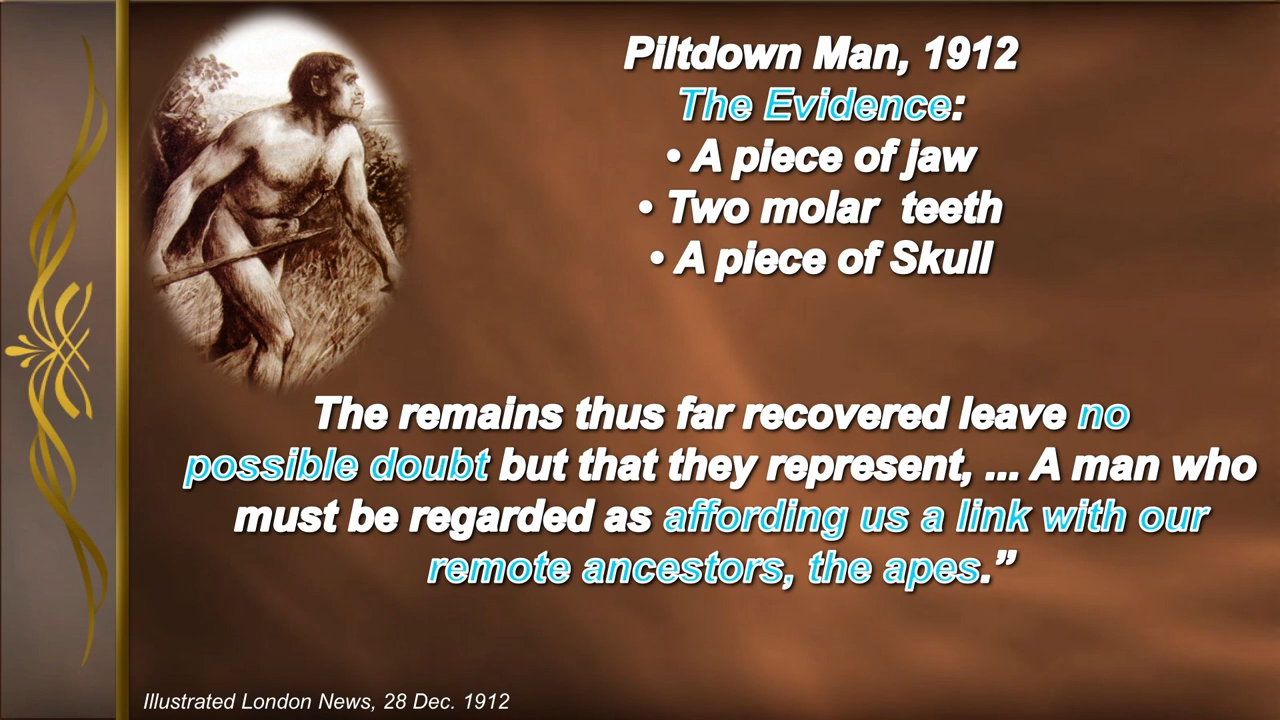 Piltdown Man, 1912
The Evidence:
• A piece of jaw
• Two molar  teeth
• A piece of Skull
The remains thus far recovered leave no
possible doubt but that they represent, ... A man who
must be regarded as affording us a link with our
remote ancestors, the apes.”
Illustrated London News, 28 Dec. 1912